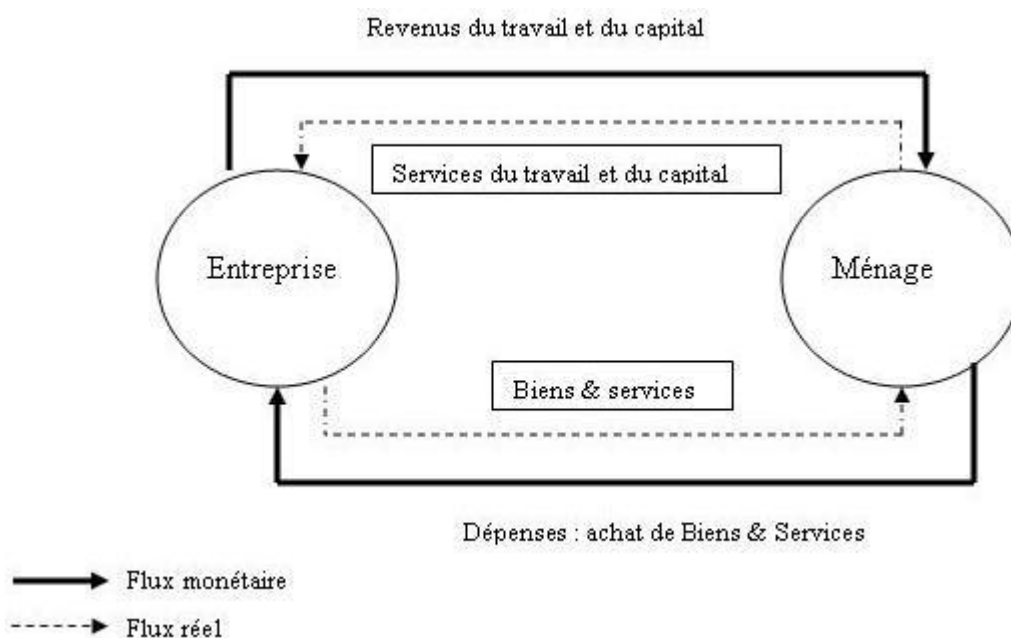 Revenus du travail et du capital
Services du travail et du capital
Entreprise
Ménage
Biens & services
Dépenses : achat de Biens & Services
Flux monétaire
Flux réel